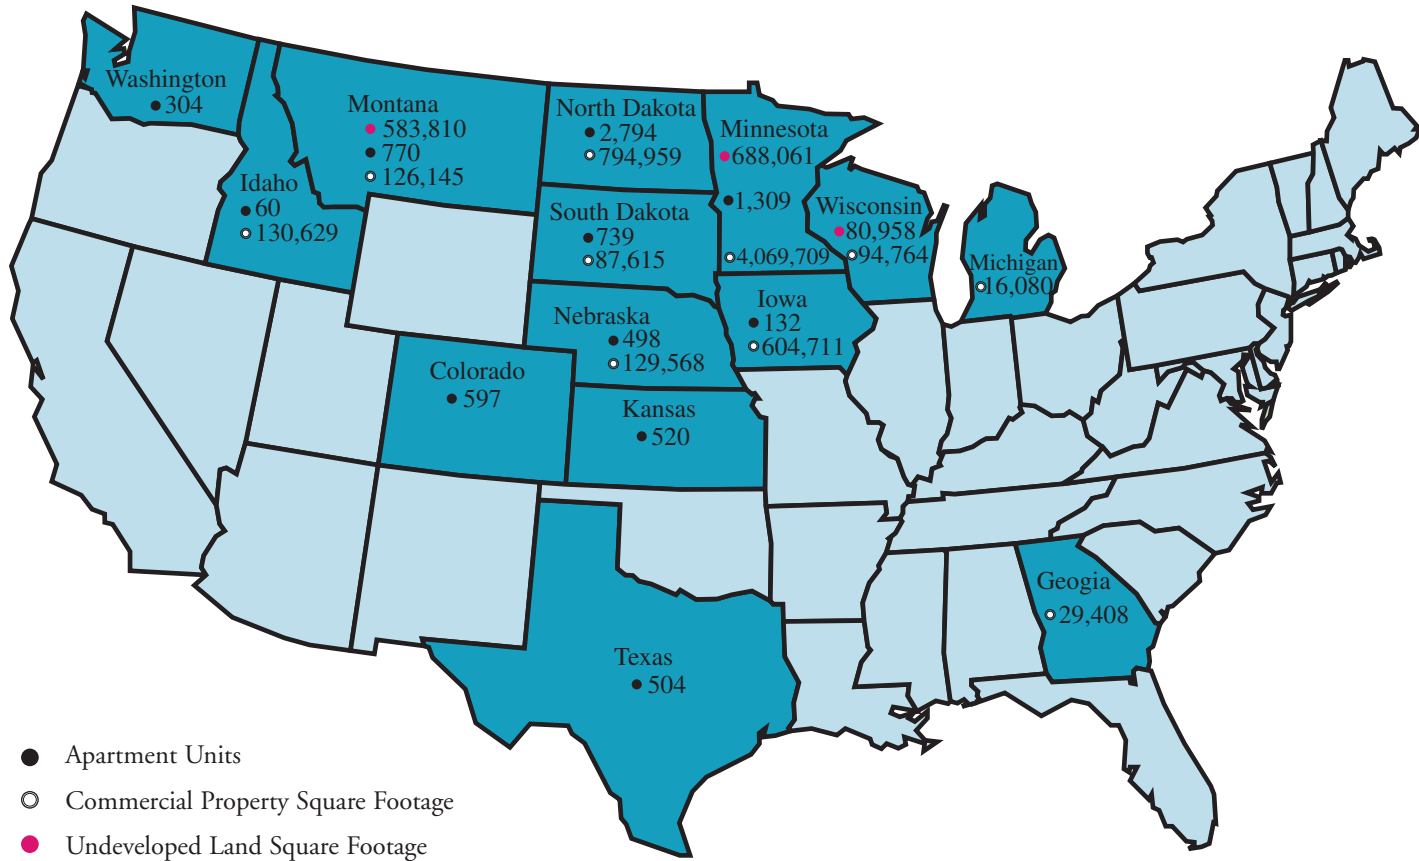 Washington
304
Montana
583,810
770
126,145
Idaho
60
130,629
North Dakota
2,794
794,959
South Dakota
739
87,615
Nebraska
498
129,568
Colorado
597
Kansas
520
Texas
504
Minnesota
688,061
1,309
4,069,709
Iowa
132
604,711
Wisconsin
80,958
94,764
Michigan
16,080
Geogia
29,408
Apartment Units
Commercial Property Square Footage
Undeveloped Land Square Footage